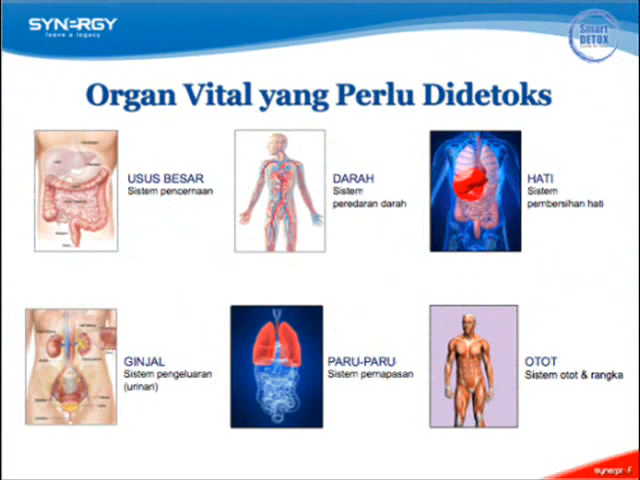 SYNERGY
leave a legacy
Smart
DETOX
Organ Vital yang Perlu Didetoks
USUS BESAR
Sistem pencernaan
DARAH
Sistem
peredaran darah
HATI
Sistem
pembersihan hati
GINJAL
Sistem pengeluaran
(urinari)
PARU-PARU
Sistem pernapasan
OTOT
Sistem otot & rangka